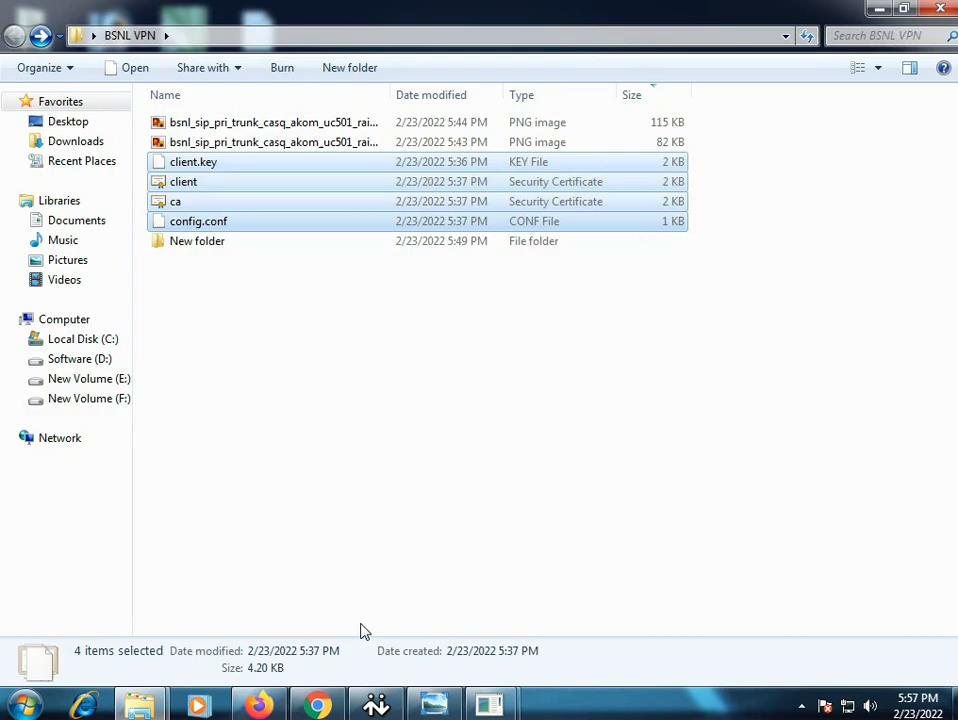 BSNL VPN
Search BSNL VPN
Organize Open Share with Burn New folder
Name Date modified Type Size
Favorites
Desktop
Downloads
Recent Places
Libraries
Documents
Music
Pictures
Videos
Computer
Local Disk (C:)
Software (D:)
New Volume (E:)
New Volume (F:)
Network
bsnl_sip_pri_trunk_casq_akom_uc501_rai... 2/23/2022 5:44 PM PNG image 115 KB
bsnl_sip_pri_trunk_casq_akom_uc501_rai... 2/23/2022 5:43 PM PNG image 82 KB
client.key 2/23/2022 5:36 PM KEY File 2 KB
client 2/23/2022 5:37 PM Security Certificate 2 KB
ca 2/23/2022 5:37 PM Security Certificate 2 KB
config.conf 2/23/2022 5:37 PM CONF File 1 KB
New folder 2/23/2022 5:49 PM File folder
4 items selected Date modified: 2/23/2022 5:37 PM Date created: 2/23/2022 5:37 PM
Size: 4.20 KB
5:57 PM
2/23/2022